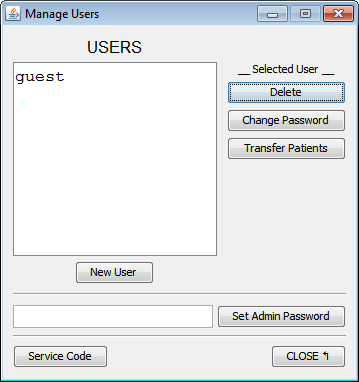 Manage Users
USERS
guest
__ Selected User __
Delete
Change Password
Transfer Patients
New User
Set Admin Password
Service Code
CLOSE ↰